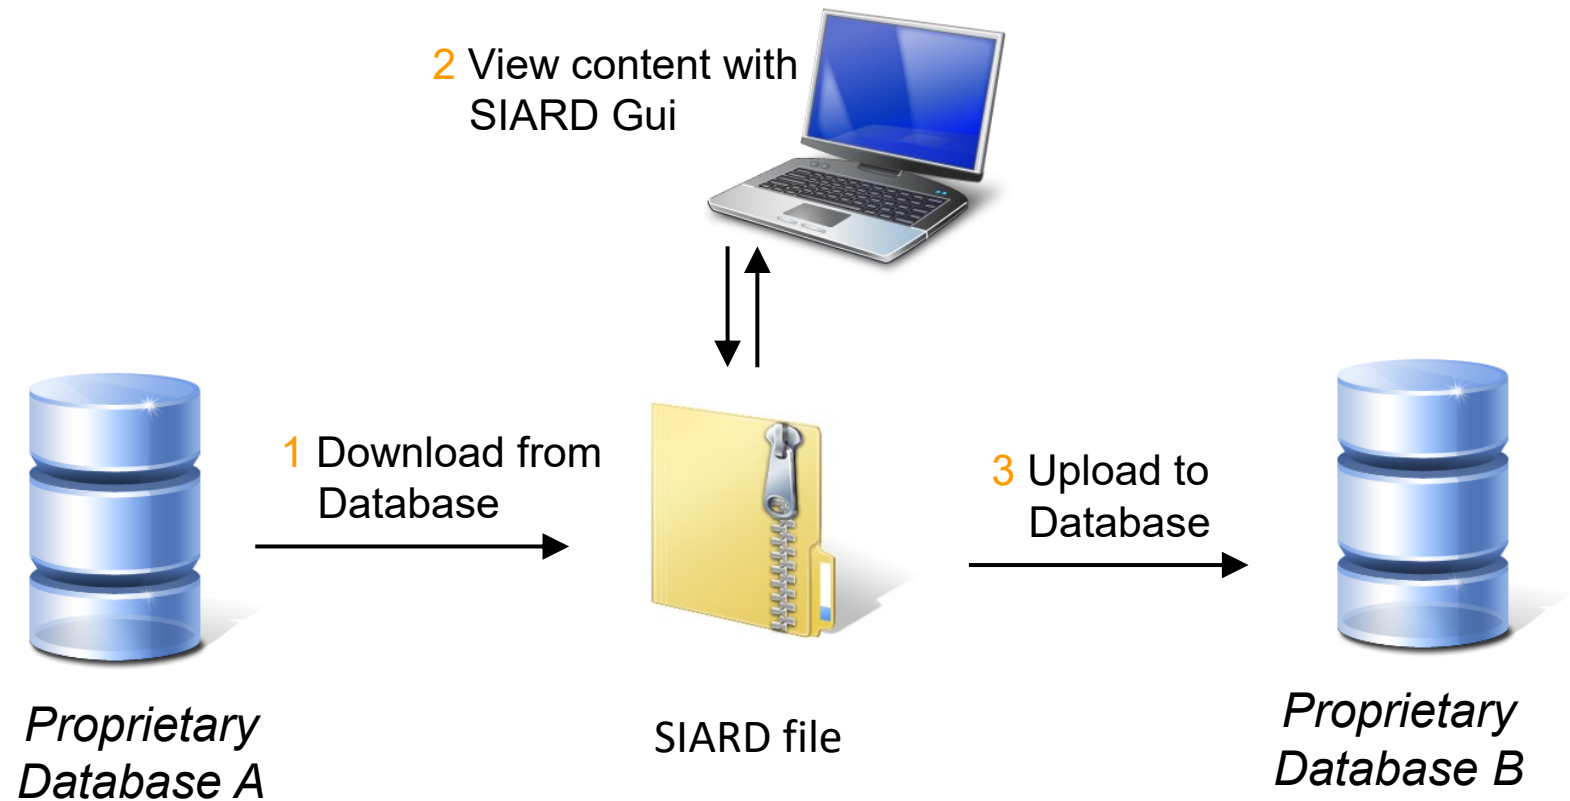 2 View content with
SIARD Gui
1 Download from
Database
3 Upload to
Database
Proprietary
Database A
SIARD file
Proprietary
Database B